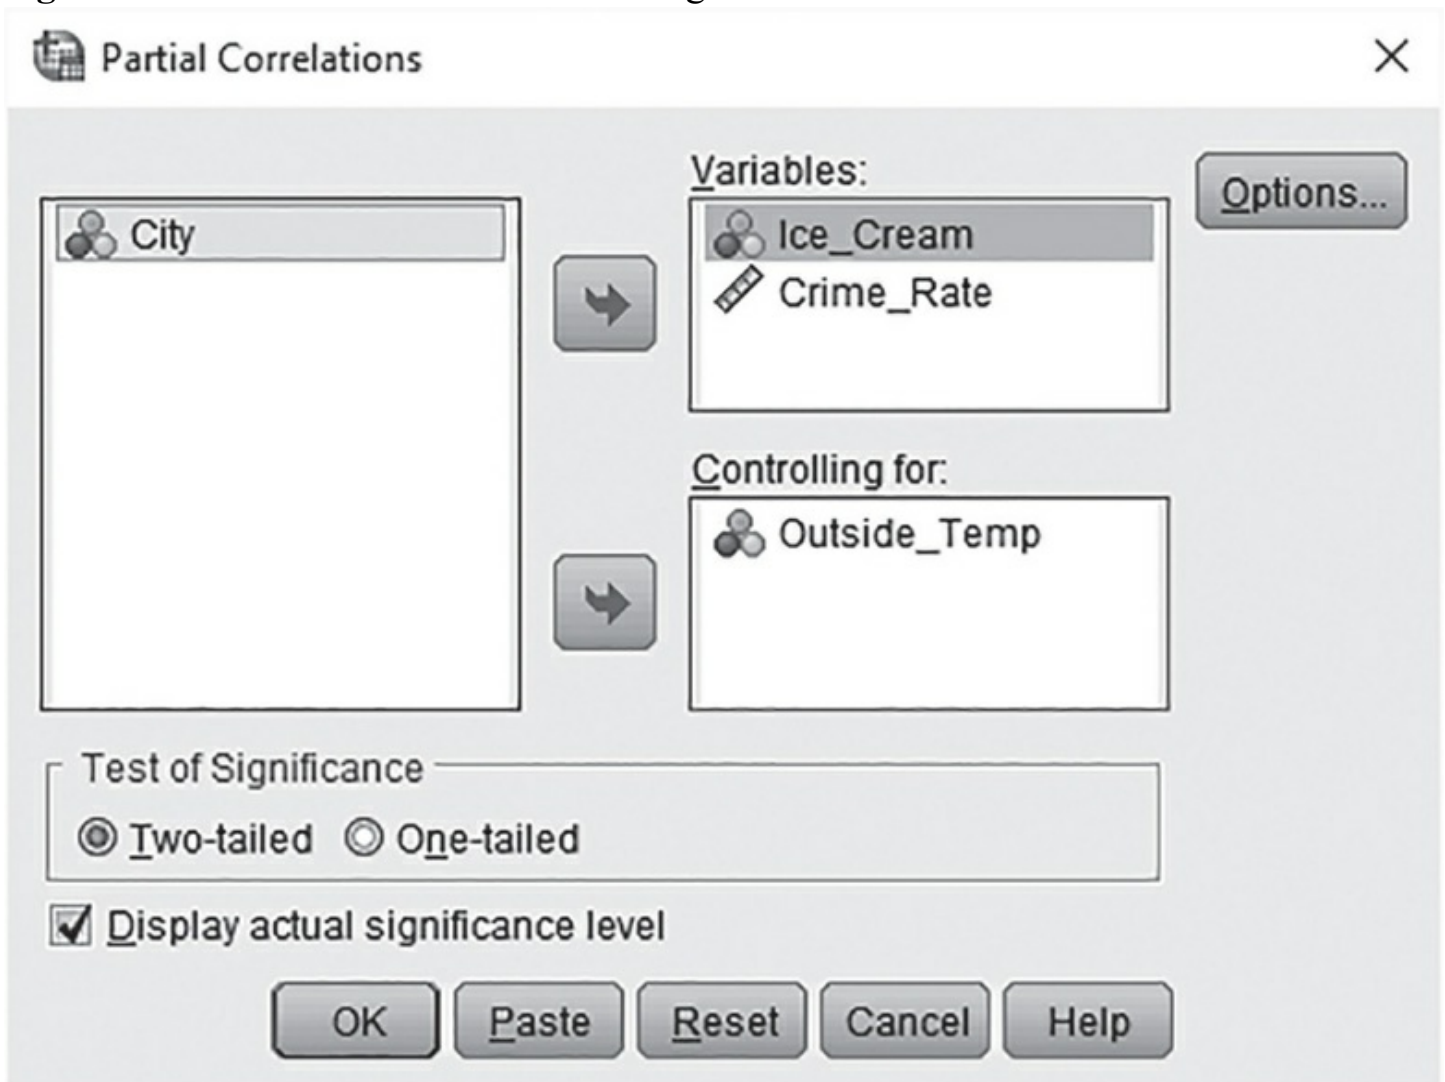 Partial Correlations
City
Variables:
Ice_Cream
Crime_Rate
Options...
Controlling for:
Outside_Temp
Test of Significance
Two-tailed One-tailed
Display actual significance level
OK Paste Reset Cancel Help